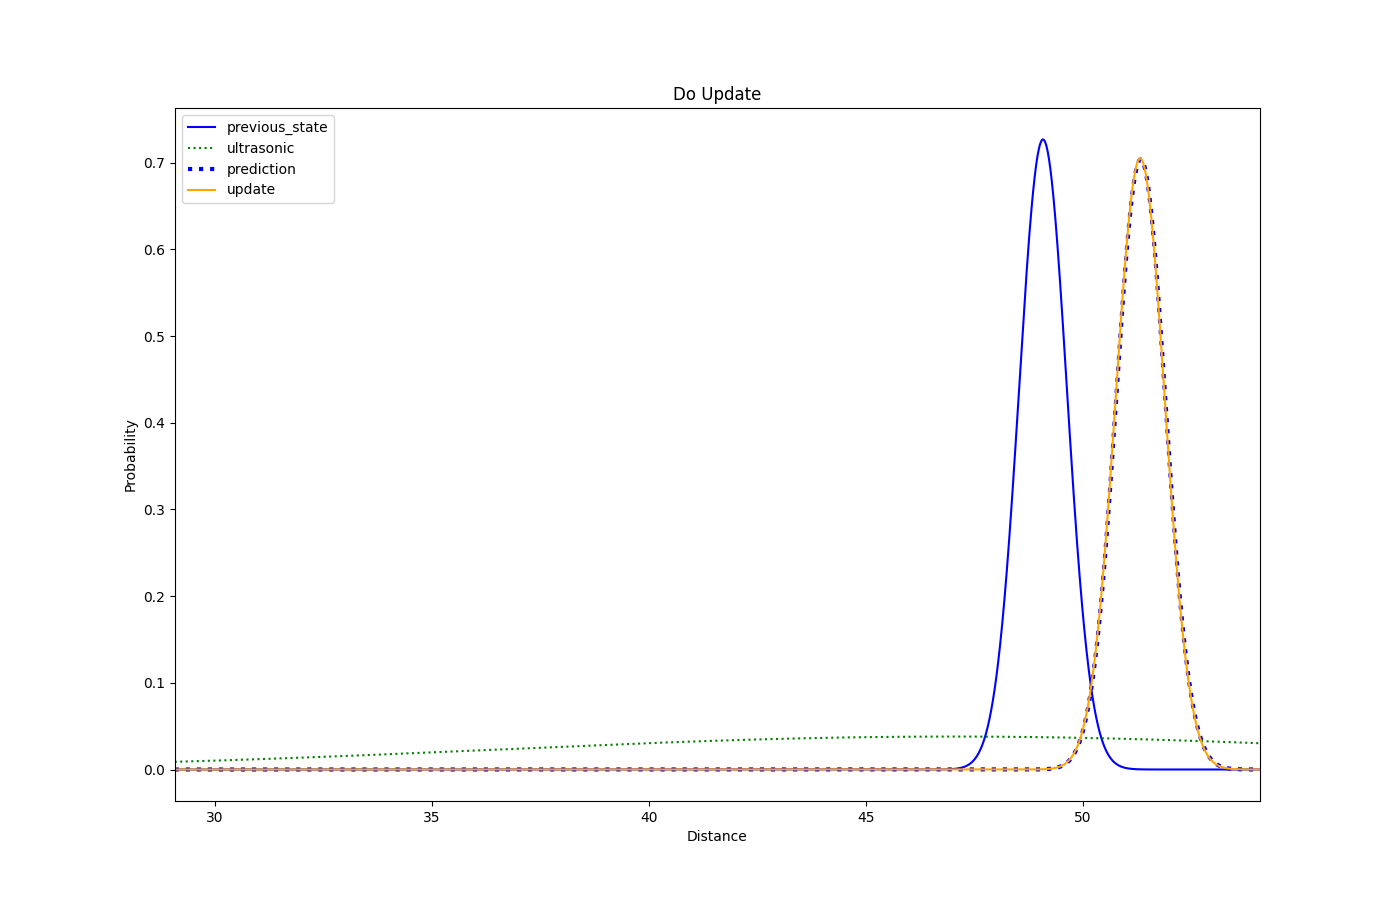 Do Update
previous_state
ultrasonic
prediction
update
0.7
0.6
0.5
0.4
0.3
0.2
0.1
0.0
Probability
30 35 40 45 50
Distance